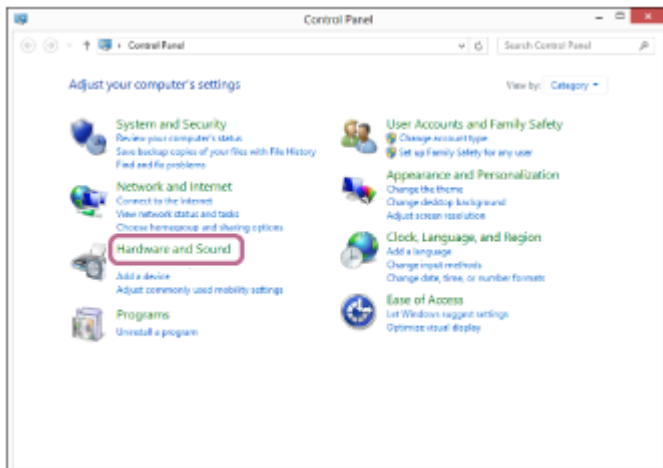 Control Panel
Control Panel
Search Control Panel
Adjust your computer's settings
View by: Category
System and Security
Review your computer's status
Save backup copies of your files with File History
Find and fix problems
Network and Internet
Connect to the Internet
View network status and tasks
Choose homegroup and sharing options
Hardware and Sound
Add a device
Adjust commonly used mobility settings
Programs
Uninstall a program
User Accounts and Family Safety
Change account type
Set up Family Safety for any user
Appearance and Personalization
Change the theme
Change desktop background
Adjust screen resolution
Clock, Language, and Region
Add a language
Change input methods
Change date, time, or number formats
Ease of Access
Let Windows suggest settings
Optimize visual display